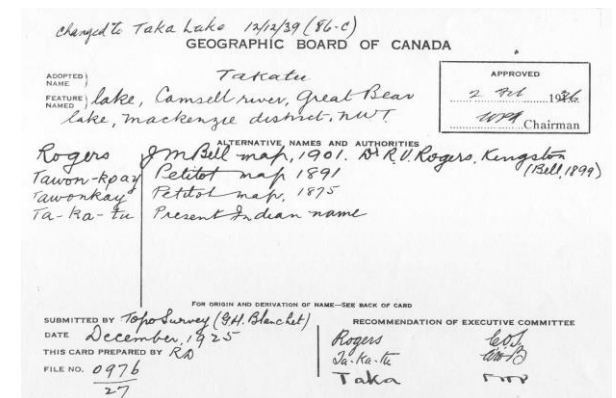 changed to Taka Lake 12/12/39 (86-C)
GEOGRAPHIC BOARD OF CANADA
ADOPTED NAME } Takatu
FEATURE NAMED } lake, Camsell river, Great Bear
lake, Mackenzie district, NWT.
APPROVED
2 193
Chairman
ALTERNATIVE NAMES AND AUTHORITIES
Rogers J M Bell map, 1901. Dr R. V. Rogers, Kingston
(Bell, 1899)
Tawon-kpay Petitot map 1891
Tawonkay Petitot map, 1875
Ta-ka-tu Present Indian name
FOR ORIGIN AND DERIVATION OF NAME—SEE BACK OF CARD
SUBMITTED BY Topo Survey (G.H. Blanchet)
DATE December, 1925
THIS CARD PREPARED BY RD
FILE NO. 0976
27
RECOMMENDATION OF EXECUTIVE COMMITTEE
Rogers
Ta-ka-tu
Taka